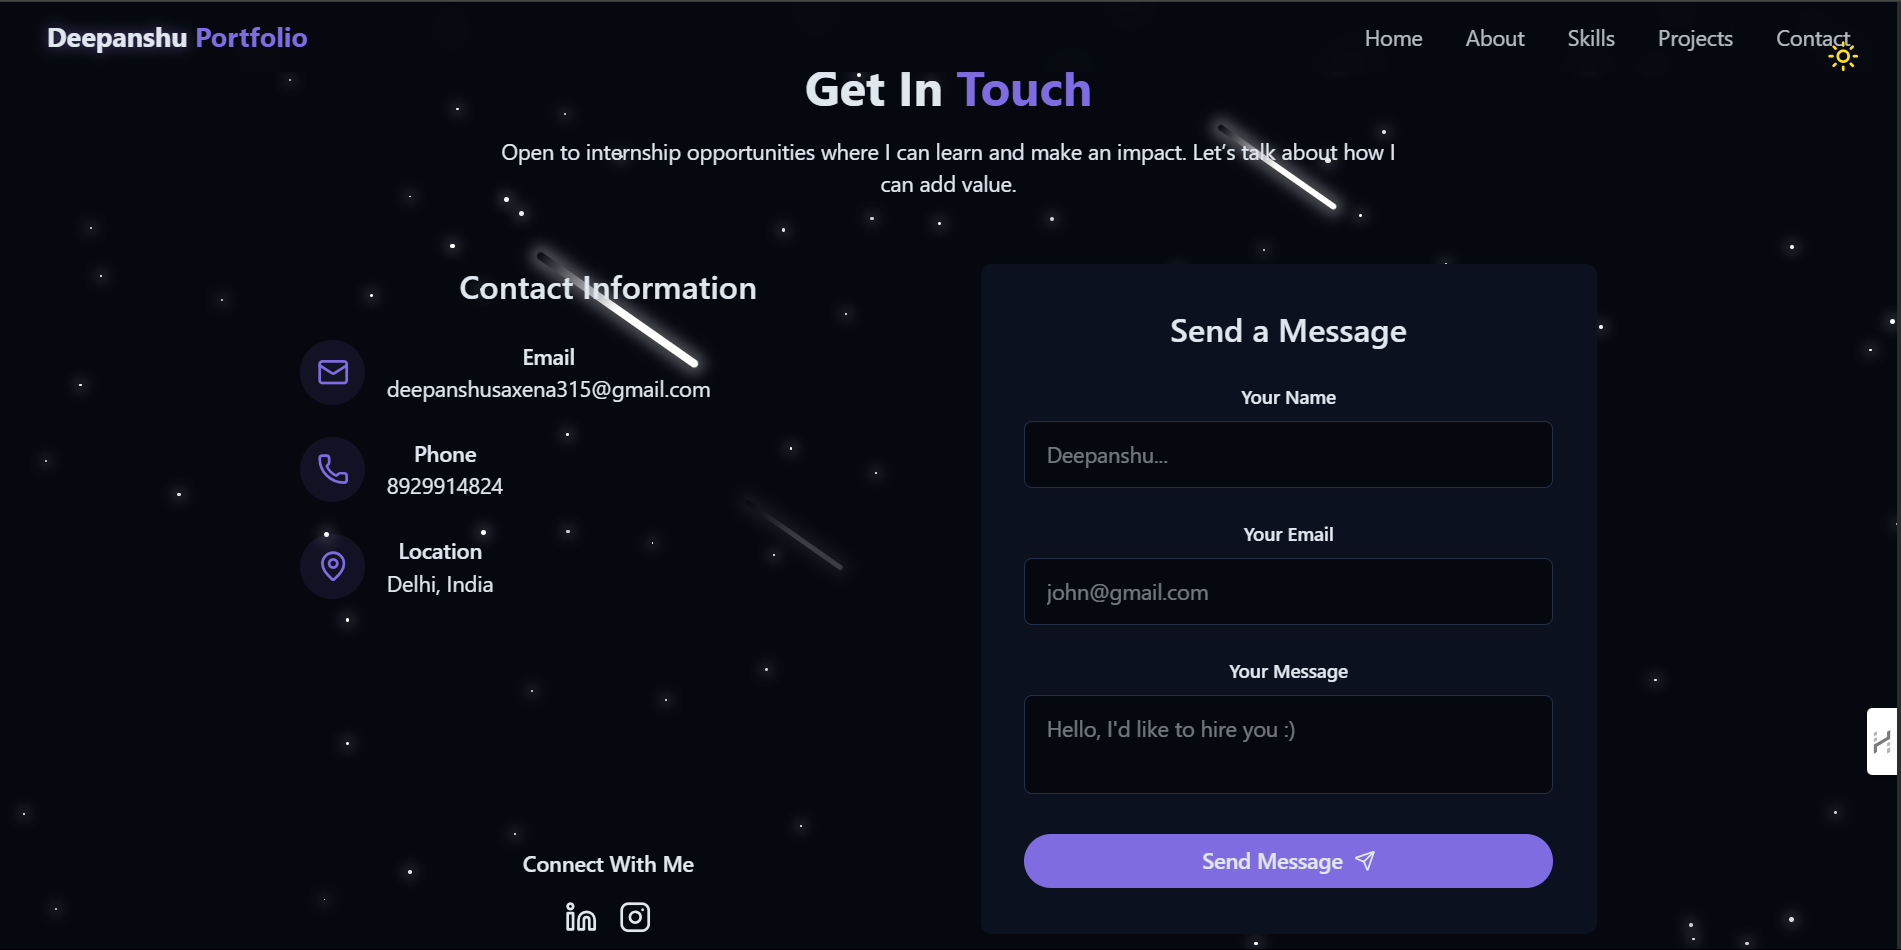 Deepanshu Portfolio
Home About Skills Projects Contact
Get In Touch
Open to internship opportunities where I can learn and make an impact. Let’s talk about how I
can add value.
Contact Information
Email
deepanshusaxena315@gmail.com
Phone
8929914824
Location
Delhi, India
Connect With Me
Send a Message
Your Name
Deepanshu...
Your Email
john@gmail.com
Your Message
Hello, I'd like to hire you :)
Send Message